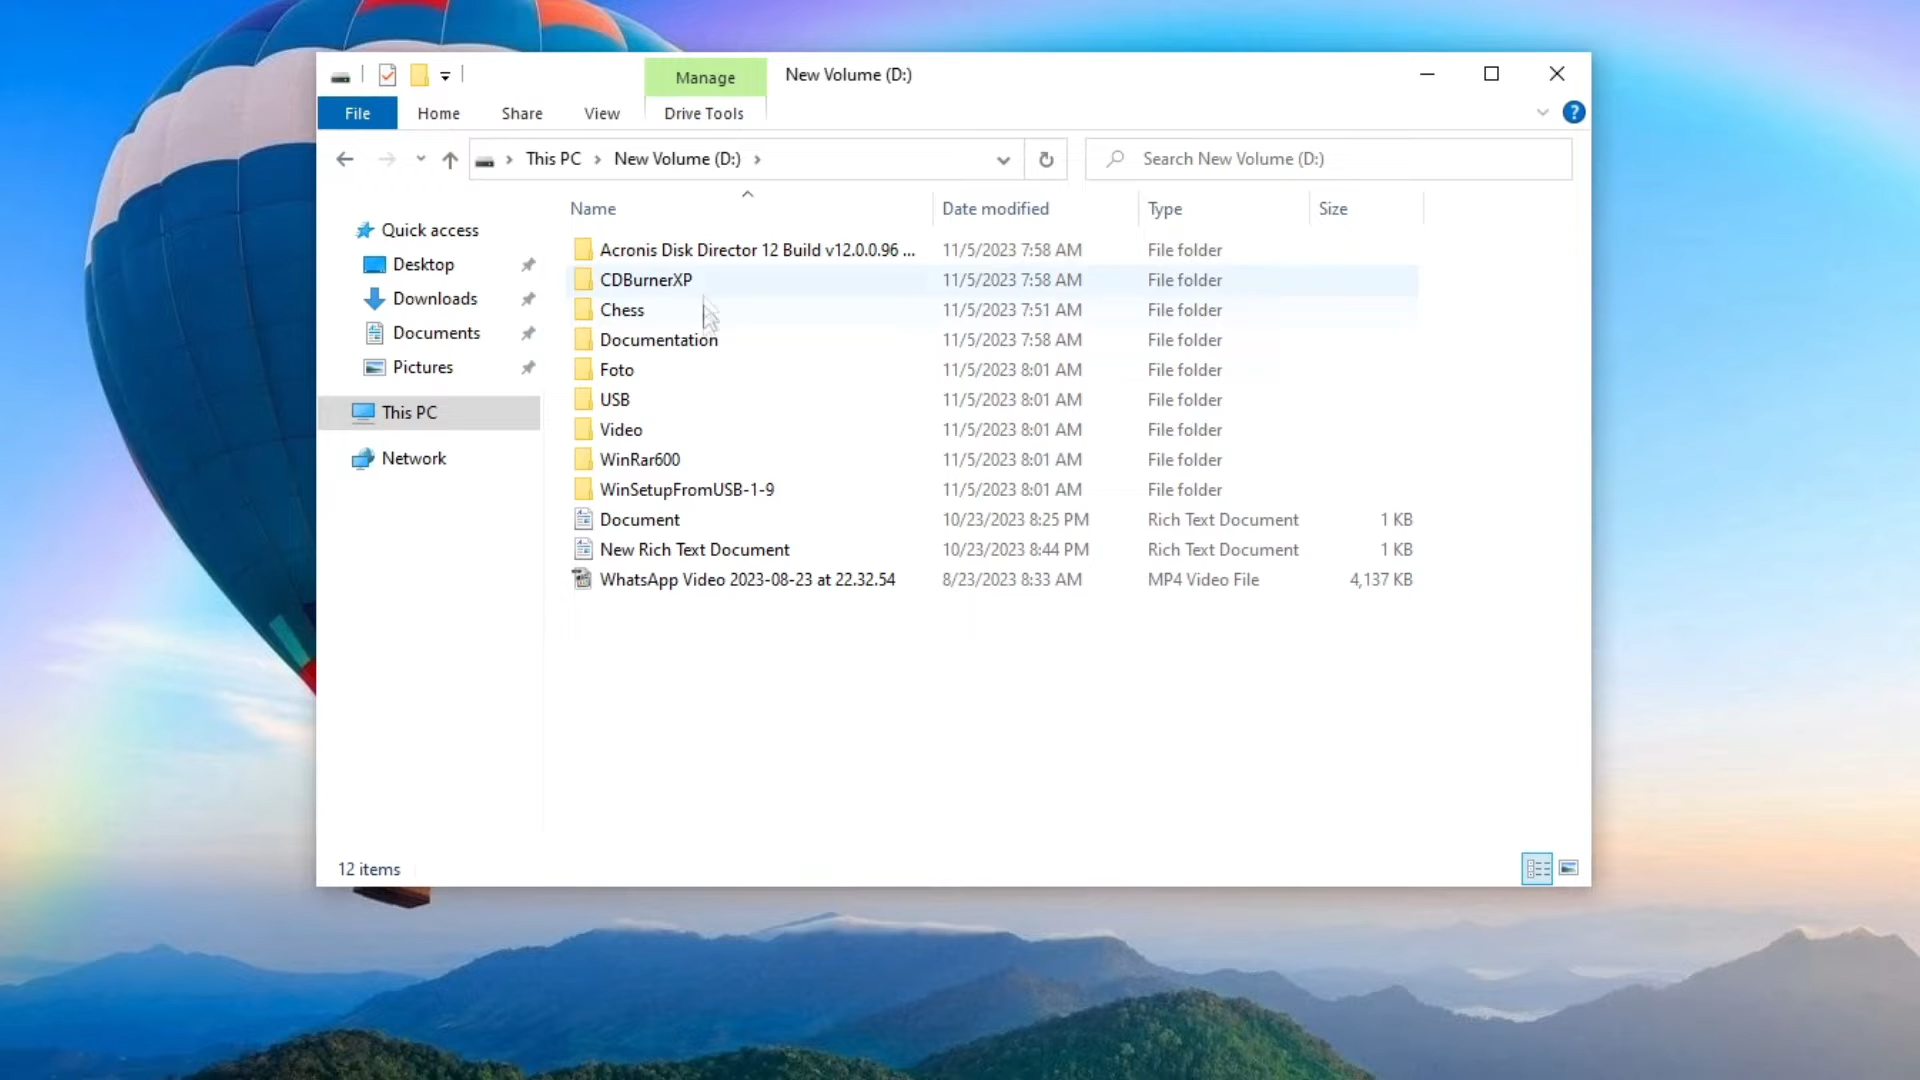 Manage New Volume (D:)
File Home Share View Drive Tools ?
This PC New Volume (D:) Search New Volume (D:)
Name Date modified Type Size
Quick access
Desktop
Downloads
Documents
Pictures
This PC
Network
Acronis Disk Director 12 Build v12.0.0.96 ... 11/5/2023 7:58 AM File folder
CDBurnerXP 11/5/2023 7:58 AM File folder
Chess 11/5/2023 7:51 AM File folder
Documentation 11/5/2023 7:58 AM File folder
Foto 11/5/2023 8:01 AM File folder
USB 11/5/2023 8:01 AM File folder
Video 11/5/2023 8:01 AM File folder
WinRar600 11/5/2023 8:01 AM File folder
WinSetupFromUSB-1-9 11/5/2023 8:01 AM File folder
Document 10/23/2023 8:25 PM Rich Text Document 1 KB
New Rich Text Document 10/23/2023 8:44 PM Rich Text Document 1 KB
WhatsApp Video 2023-08-23 at 22.32.54 8/23/2023 8:33 AM MP4 Video File 4,137 KB
12 items